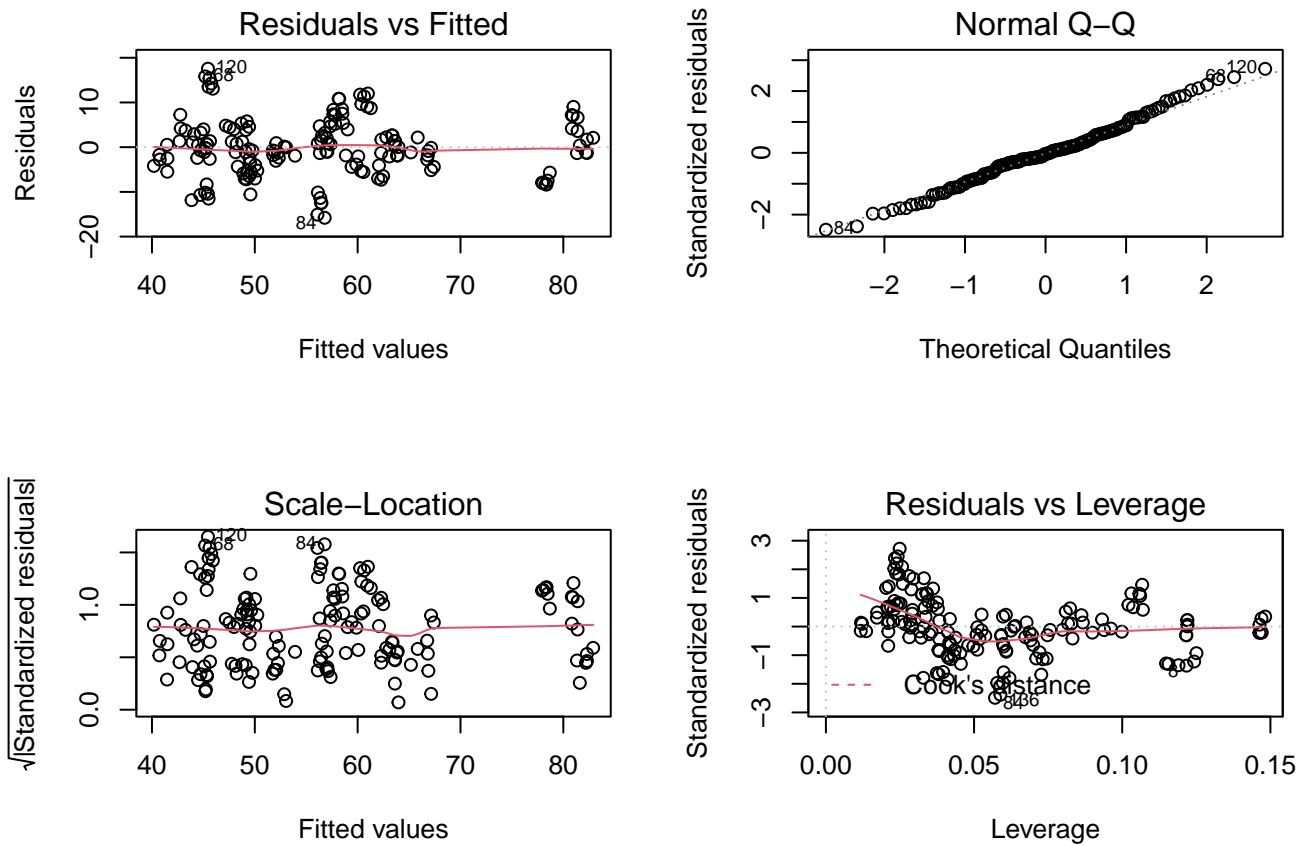 Residuals vs Fitted
Residuals
10
0
−20
120
68
84
40 50 60 70 80
Fitted values
Normal Q−Q
Standardized residuals
2
0
−2
68 120
84
−2 −1 0 1 2
Theoretical Quantiles
Scale−Location
√|Standardized residuals|
1.0
0.0
120
68
84
40 50 60 70 80
Fitted values
Residuals vs Leverage
Standardized residuals
3
1
−1
−3
Cook's distance
84
136
0.00 0.05 0.10 0.15
Leverage